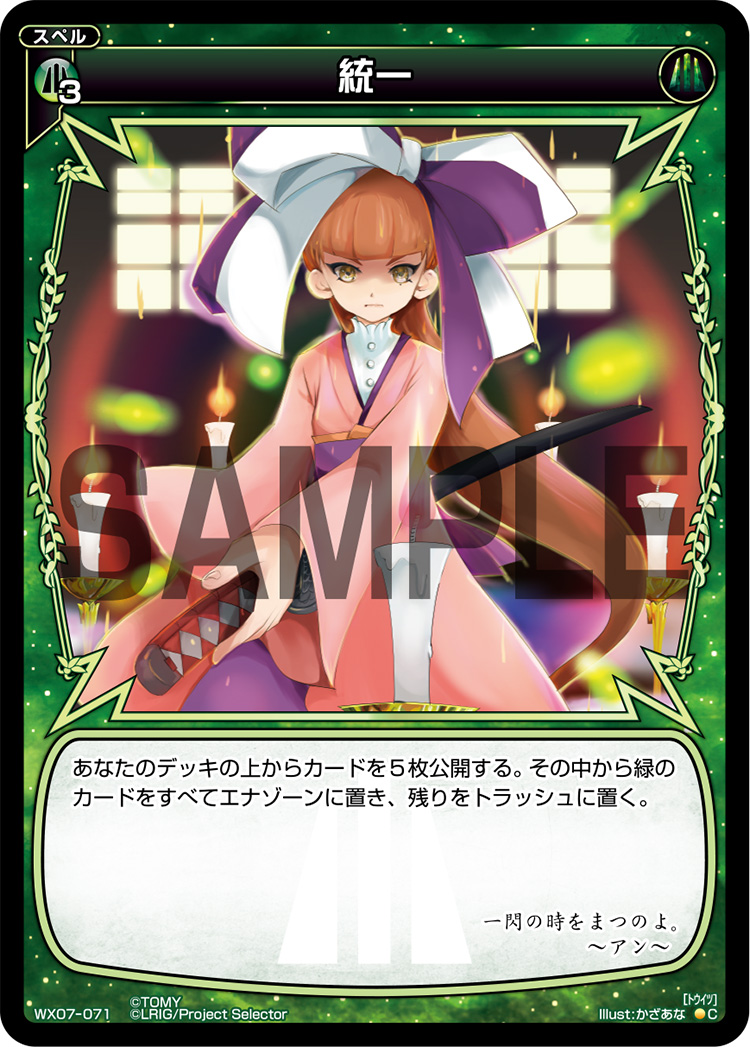 スペル
3
統一
SAMPLE
あなたのデッキの上からカードを５枚公開する。その中から緑の
カードをすべてエナゾーンに置き、残りをトラッシュに置く。
一閃の時をまつのよ。
～アン～
WX07-071
©TOMY
©LRIG/Project Selector
[トウイツ]
Illust:かざあな
C